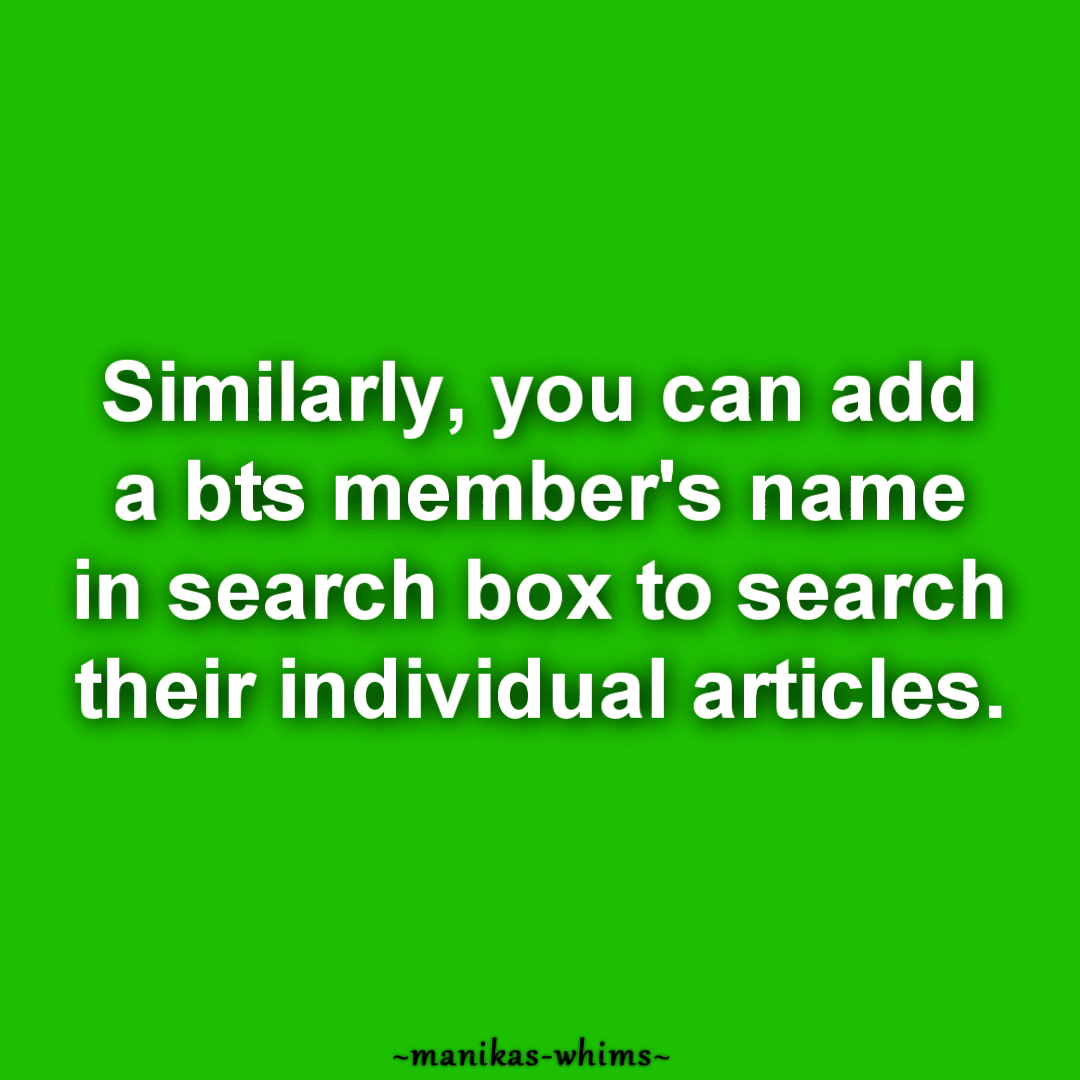 Similarly, you can add
a bts member's name
in search box to search
their individual articles.
~manikas-whims~